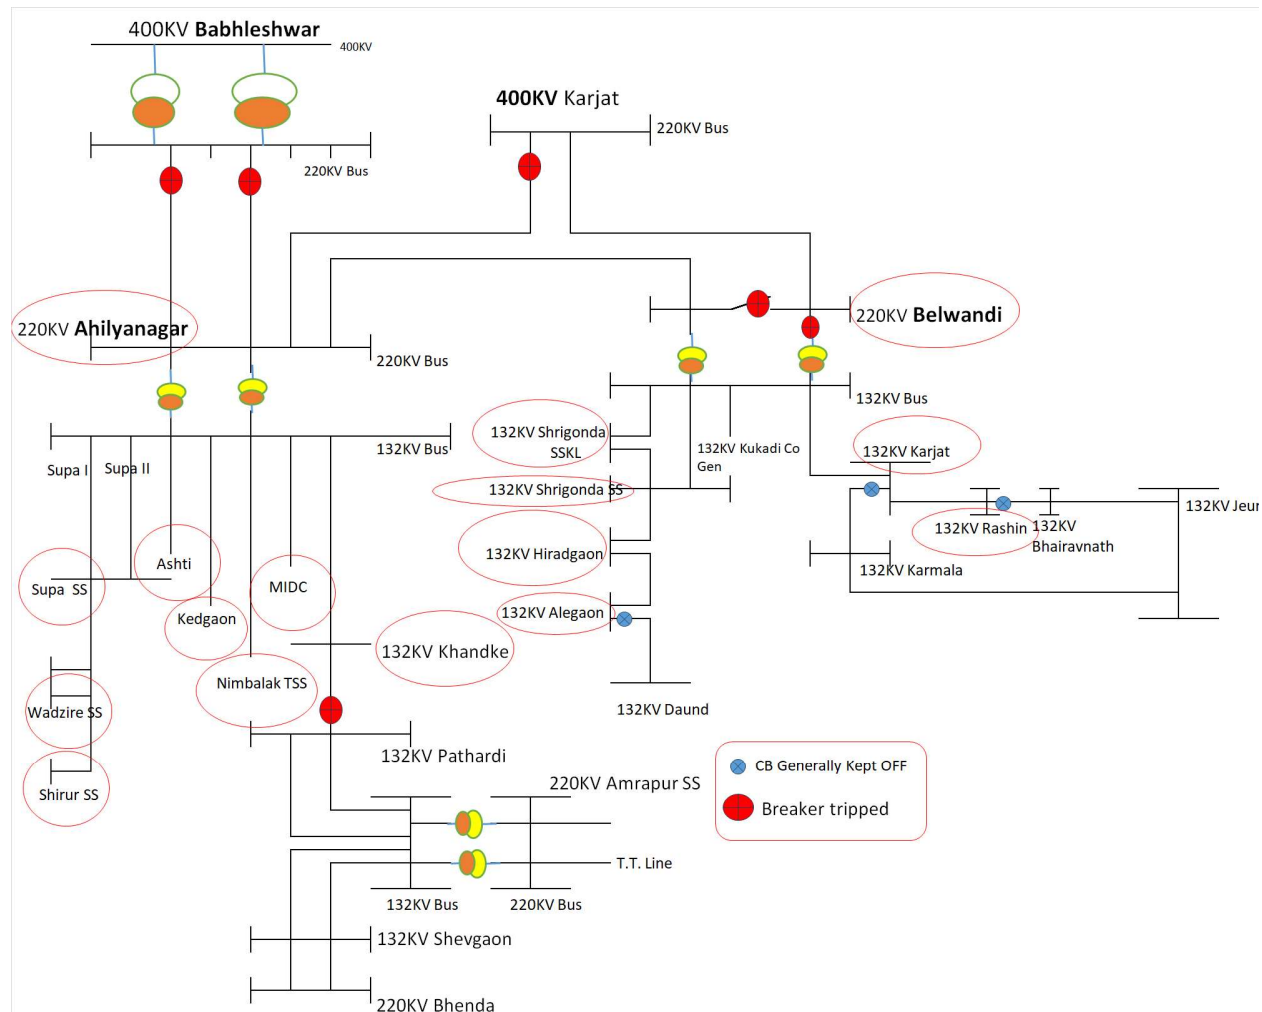 400KV Babhleshwar
400KV
400KV Karjat
220KV Bus
220KV Bus
220KV Ahilyanagar
220KV Belwandi
220KV Bus
132KV Bus
132KV Shrigonda
SSKL
132KV Kukadi Co
Gen
132KV Karjat
132KV Bus
Supa I
Supa II
132KV Shrigonda SS
132KV Jeur
132KV Rashin
132KV
Bhairavnath
132KV Hiradgaon
132KV Karmala
Ashti
Supa SS
MIDC
Kedgaon
132KV Alegaon
132KV Khandke
Nimbalak TSS
132KV Daund
Wadzire SS
132KV Pathardi
Shirur SS
220KV Amrapur SS
CB Generally Kept OFF
Breaker tripped
T.T. Line
132KV Bus
220KV Bus
132KV Shevgaon
220KV Bhenda